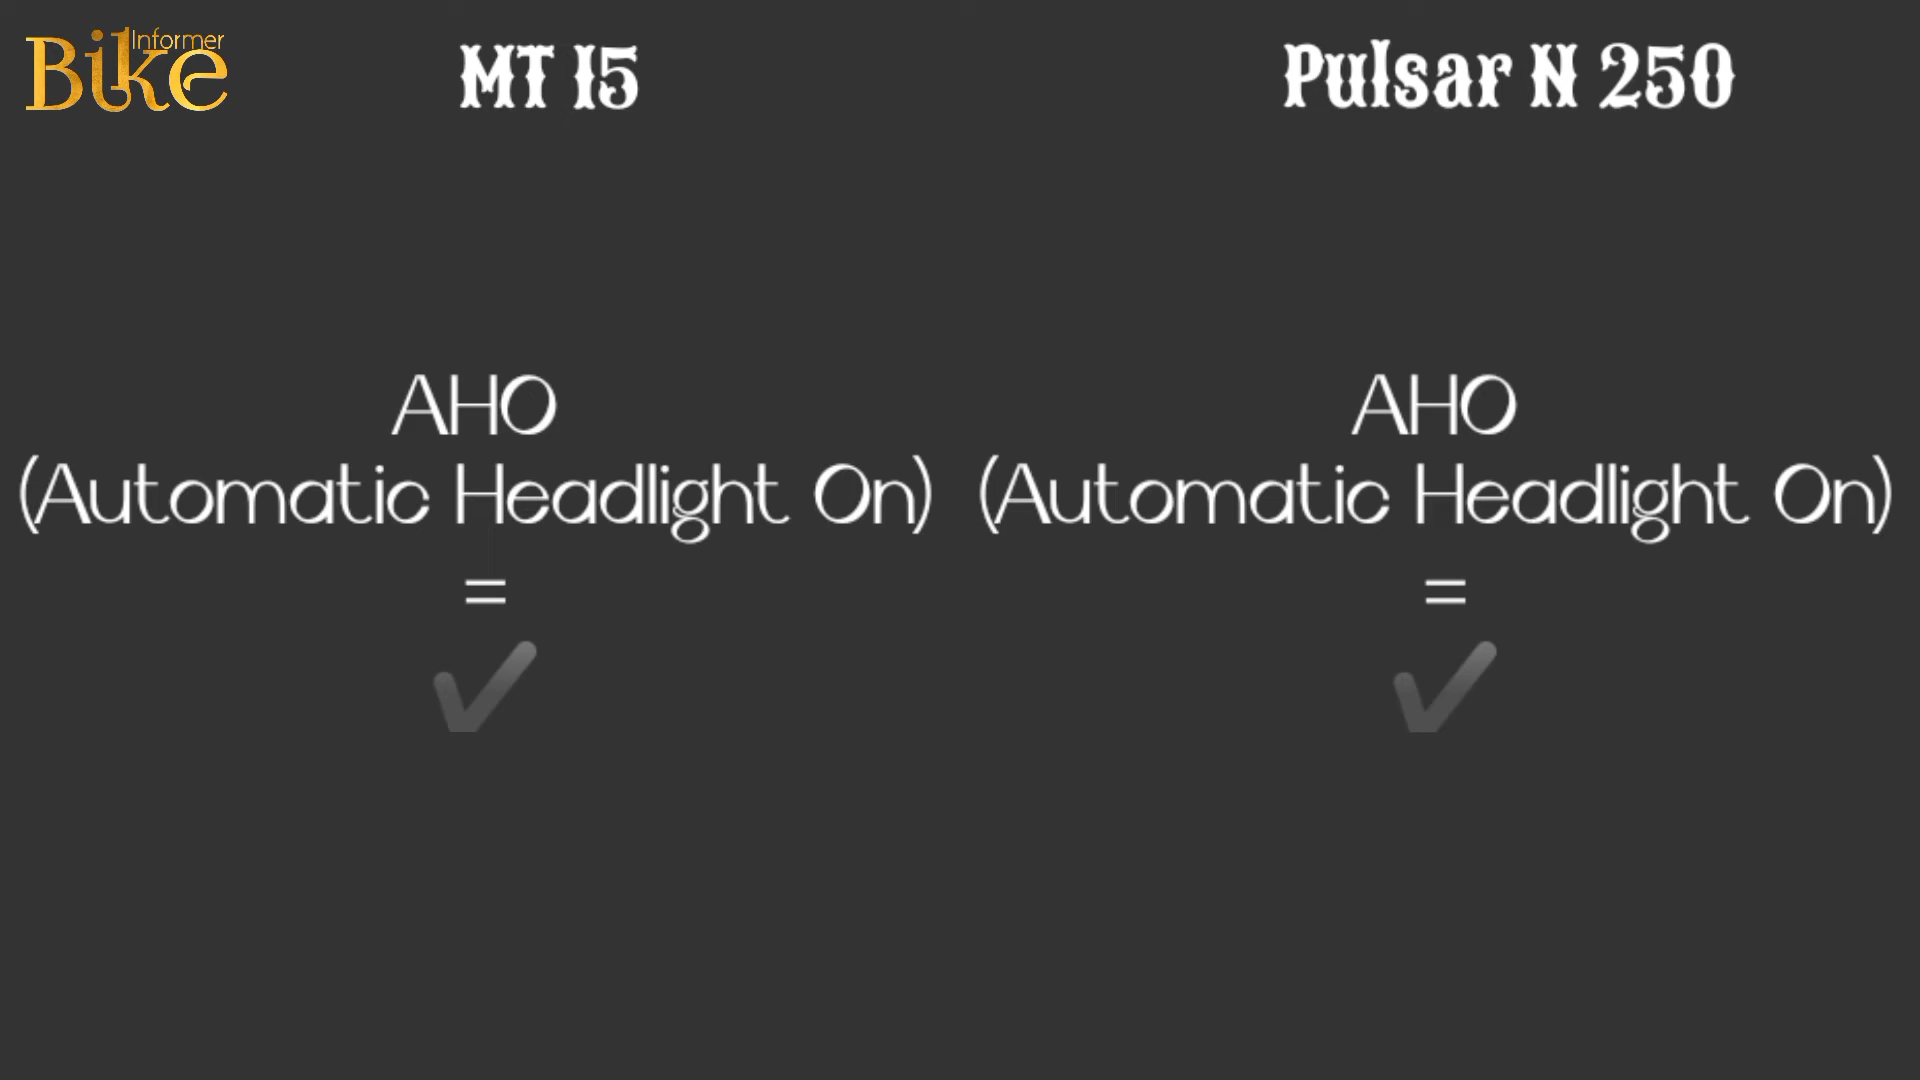 Bike Informer
MT 15
Pulsar N 250
AHO
(Automatic Headlight On)
=
✔
AHO
(Automatic Headlight On)
=
✔